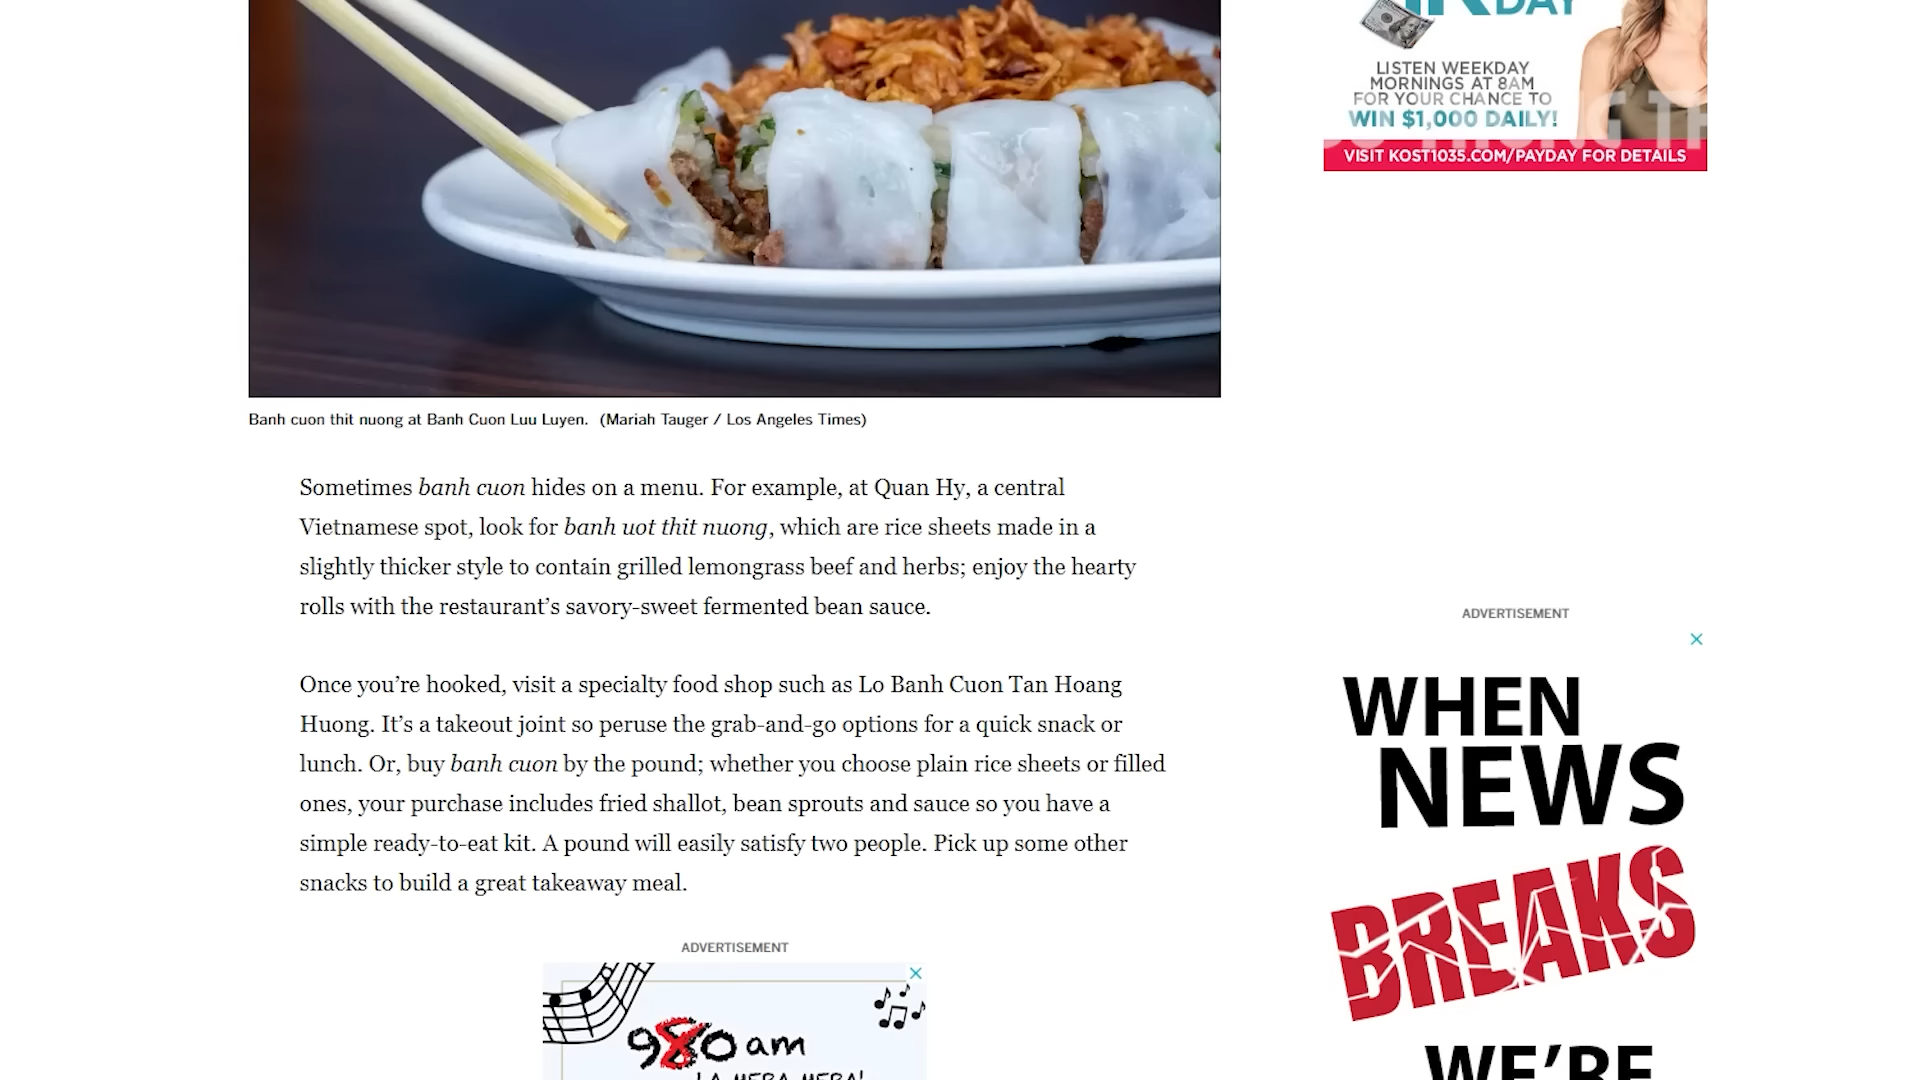 DAY
LISTEN WEEKDAY
MORNINGS AT 8AM
FOR YOUR CHANCE TO
WIN $1,000 DAILY!
VISIT KOST1035.COM/PAYDAY FOR DETAILS
Banh cuon thit nuong at Banh Cuon Luu Luyen. (Mariah Tauger / Los Angeles Times)
Sometimes banh cuon hides on a menu. For example, at Quan Hy, a central
Vietnamese spot, look for banh uot thit nuong, which are rice sheets made in a
slightly thicker style to contain grilled lemongrass beef and herbs; enjoy the hearty
rolls with the restaurant’s savory-sweet fermented bean sauce.
Once you’re hooked, visit a specialty food shop such as Lo Banh Cuon Tan Hoang
Huong. It’s a takeout joint so peruse the grab-and-go options for a quick snack or
lunch. Or, buy banh cuon by the pound; whether you choose plain rice sheets or filled
ones, your purchase includes fried shallot, bean sprouts and sauce so you have a
simple ready-to-eat kit. A pound will easily satisfy two people. Pick up some other
snacks to build a great takeaway meal.
ADVERTISEMENT
980 am
LA MERA MERA!
ADVERTISEMENT
WHEN
NEWS
BREAKS
WE’RE